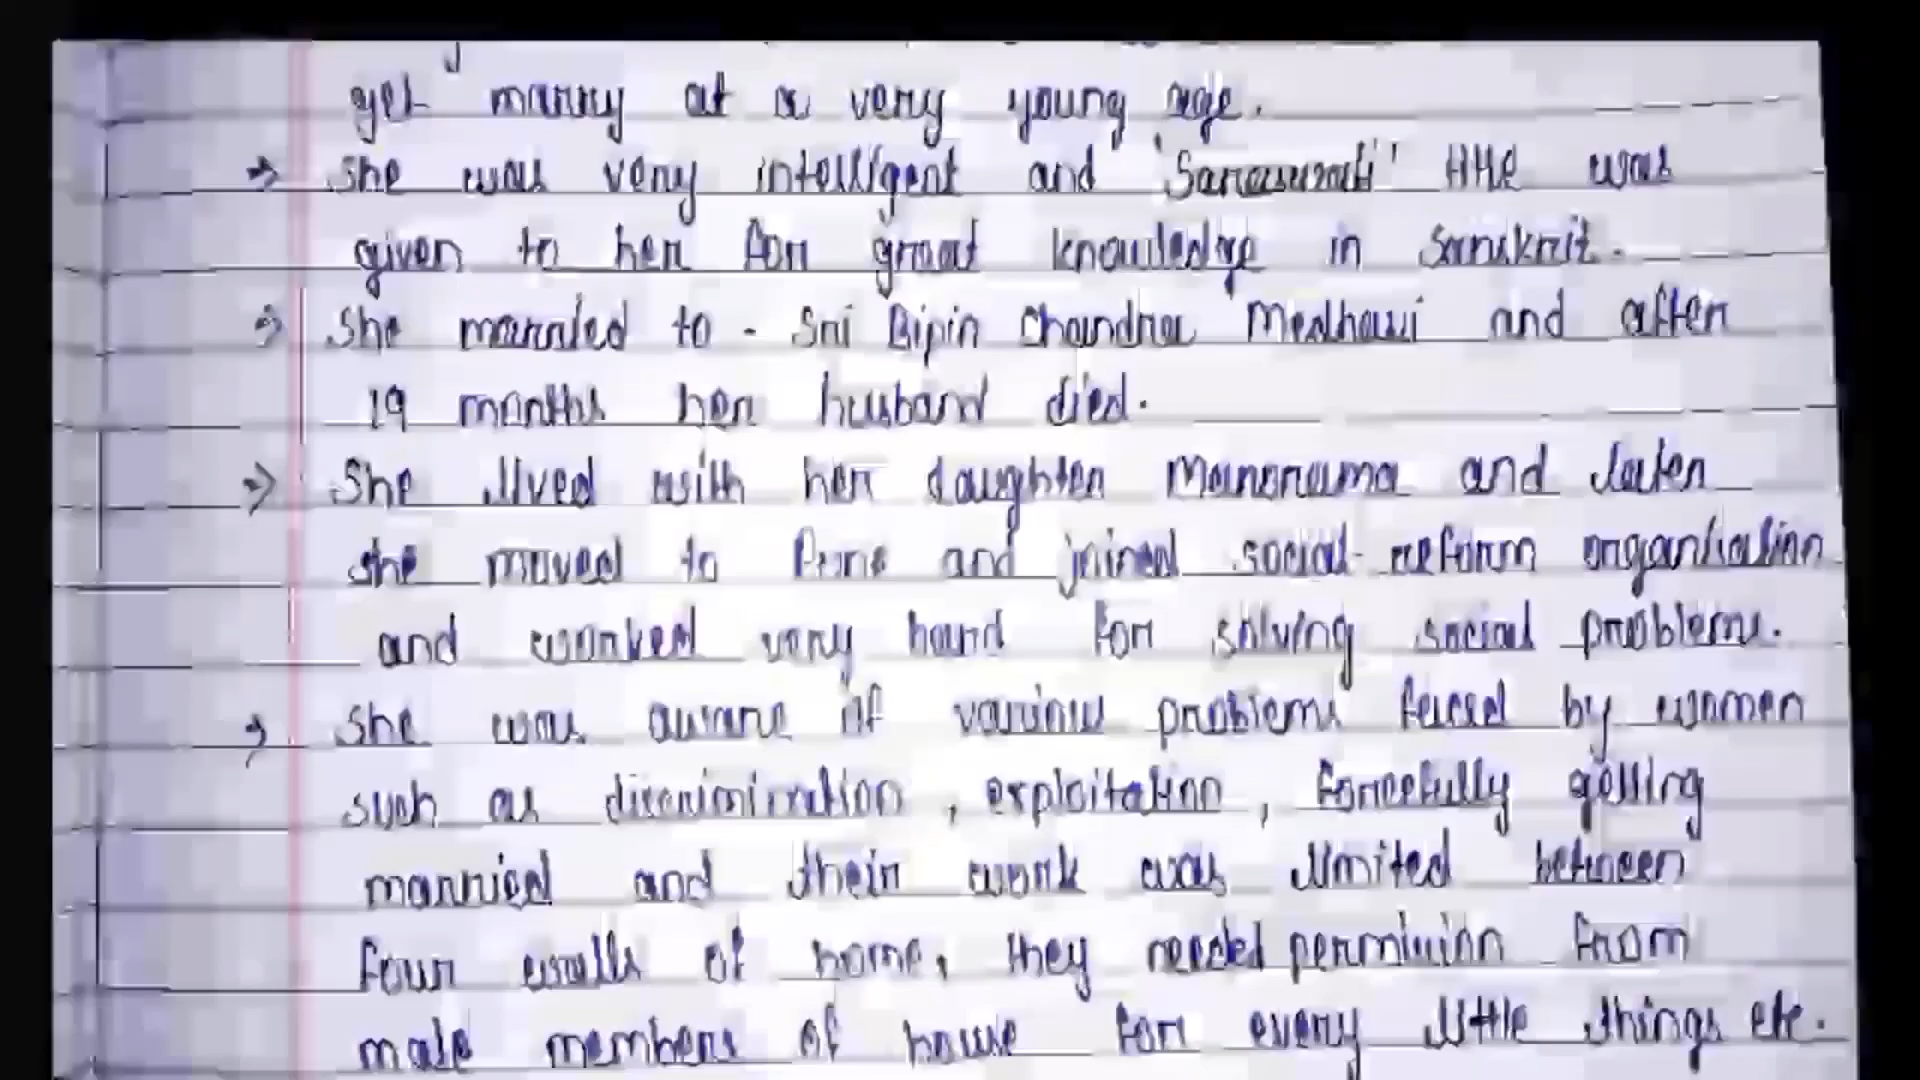 get marry at a very young age.
⇒ she was very intelligent and 'Saraswati' title was
given to her for great knowledge in Sanskrit.
⇒ She married to - Sri Bipin Chandra Medhavi and after
19 months her husband died.
⇒ She lived with her daughter Manorama and later
she moved to Pune and joined social reform organisation
and worked very hard for solving social problems.
⇒ She was aware of various problems faced by women
such as discrimination, exploitation, forcefully getting
married and their work was limited between
four walls of home, they needed permission from
male members of house for every little things etc.